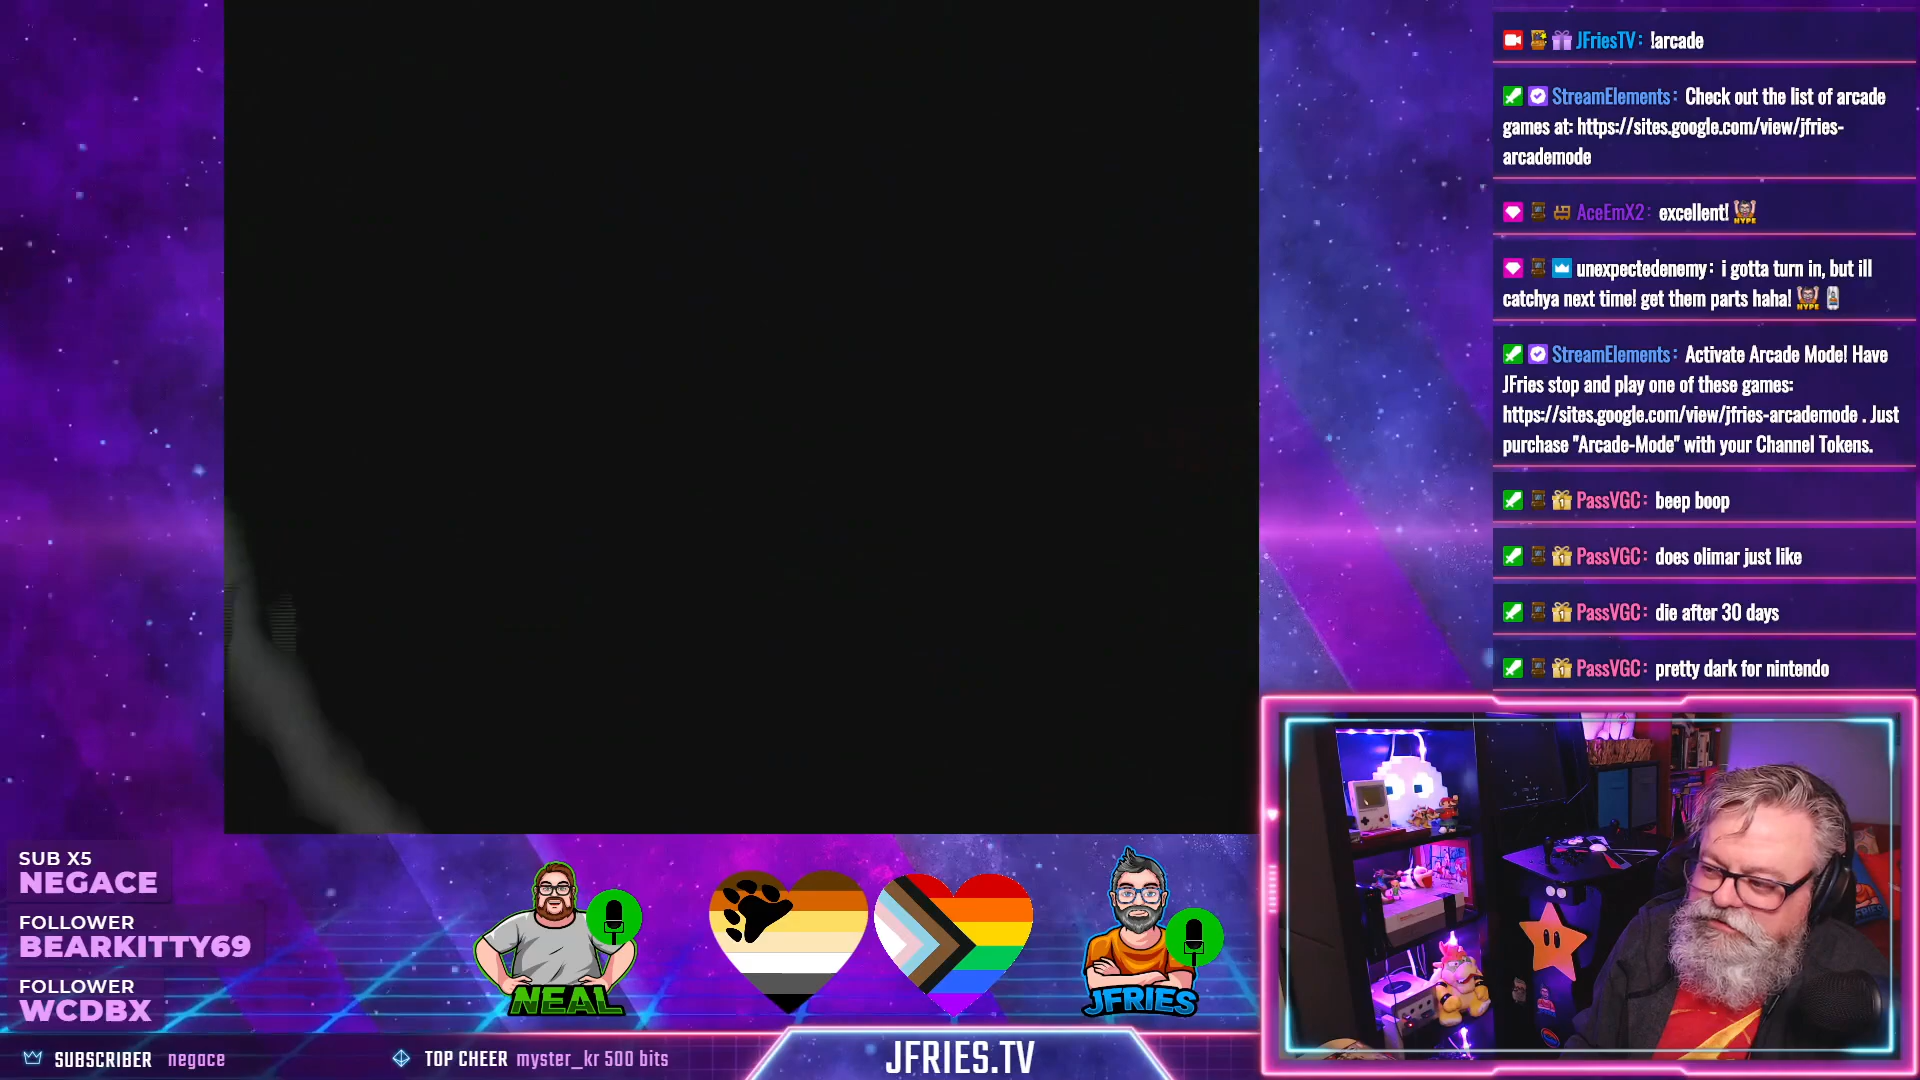 JFriesTV: !arcade
StreamElements: Check out the list of arcade
games at: https://sites.google.com/view/jfries-
arcademode
AceEmX2: excellent! HYPE
unexpectedenemy: i gotta turn in, but ill
catchya next time! get them parts haha! HYPE
StreamElements: Activate Arcade Mode! Have
JFries stop and play one of these games:
https://sites.google.com/view/jfries-arcademode . Just
purchase "Arcade-Mode" with your Channel Tokens.
PassVGC: beep boop
PassVGC: does olimar just like
PassVGC: die after 30 days
PassVGC: pretty dark for nintendo
SUB X5
NEGACE
FOLLOWER
BEARKITTY69
FOLLOWER
WCDBX
NEAL
JFRIES
SUBSCRIBER negace
TOP CHEER myster_kr 500 bits
JFRIES.TV